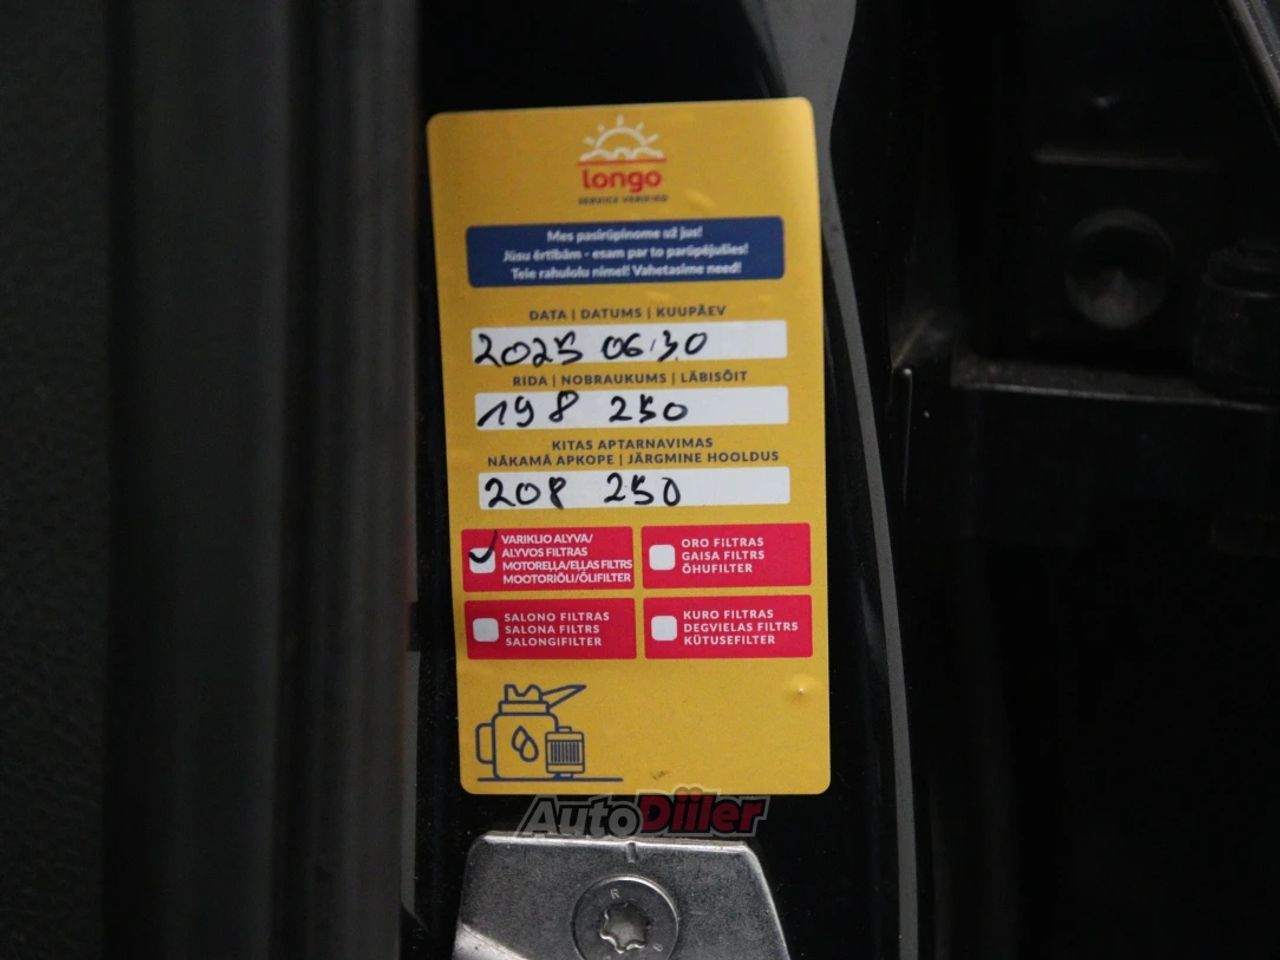 longo
SERVICE VERIFIED
Mes pasirūpinome už jus!
Jūsu ērtībām - esam par to parūpējušies!
Teie rahulolu nimel! Vahetasime need!
DATA | DATUMS | KUUPÄEV
2025 06.30
RIDA | NOBRAUKUMS | LÄBISÕIT
198 250
KITAS APTARNAVIMAS
NĀKAMĀ APKOPE | JÄRGMINE HOOLDUS
208 250
VARIKLIO ALYVA/
ALYVOS FILTRAS
MOTOREĻĻA/EĻĻAS FILTRS
MOOTORIÕLI/ÕLIFILTER
ORO FILTRAS
GAISA FILTRS
ÕHUFILTER
SALONO FILTRAS
SALONA FILTRS
SALONGIFILTER
KURO FILTRAS
DEGVIELAS FILTRS
KÜTUSEFILTER
AutoDiiler